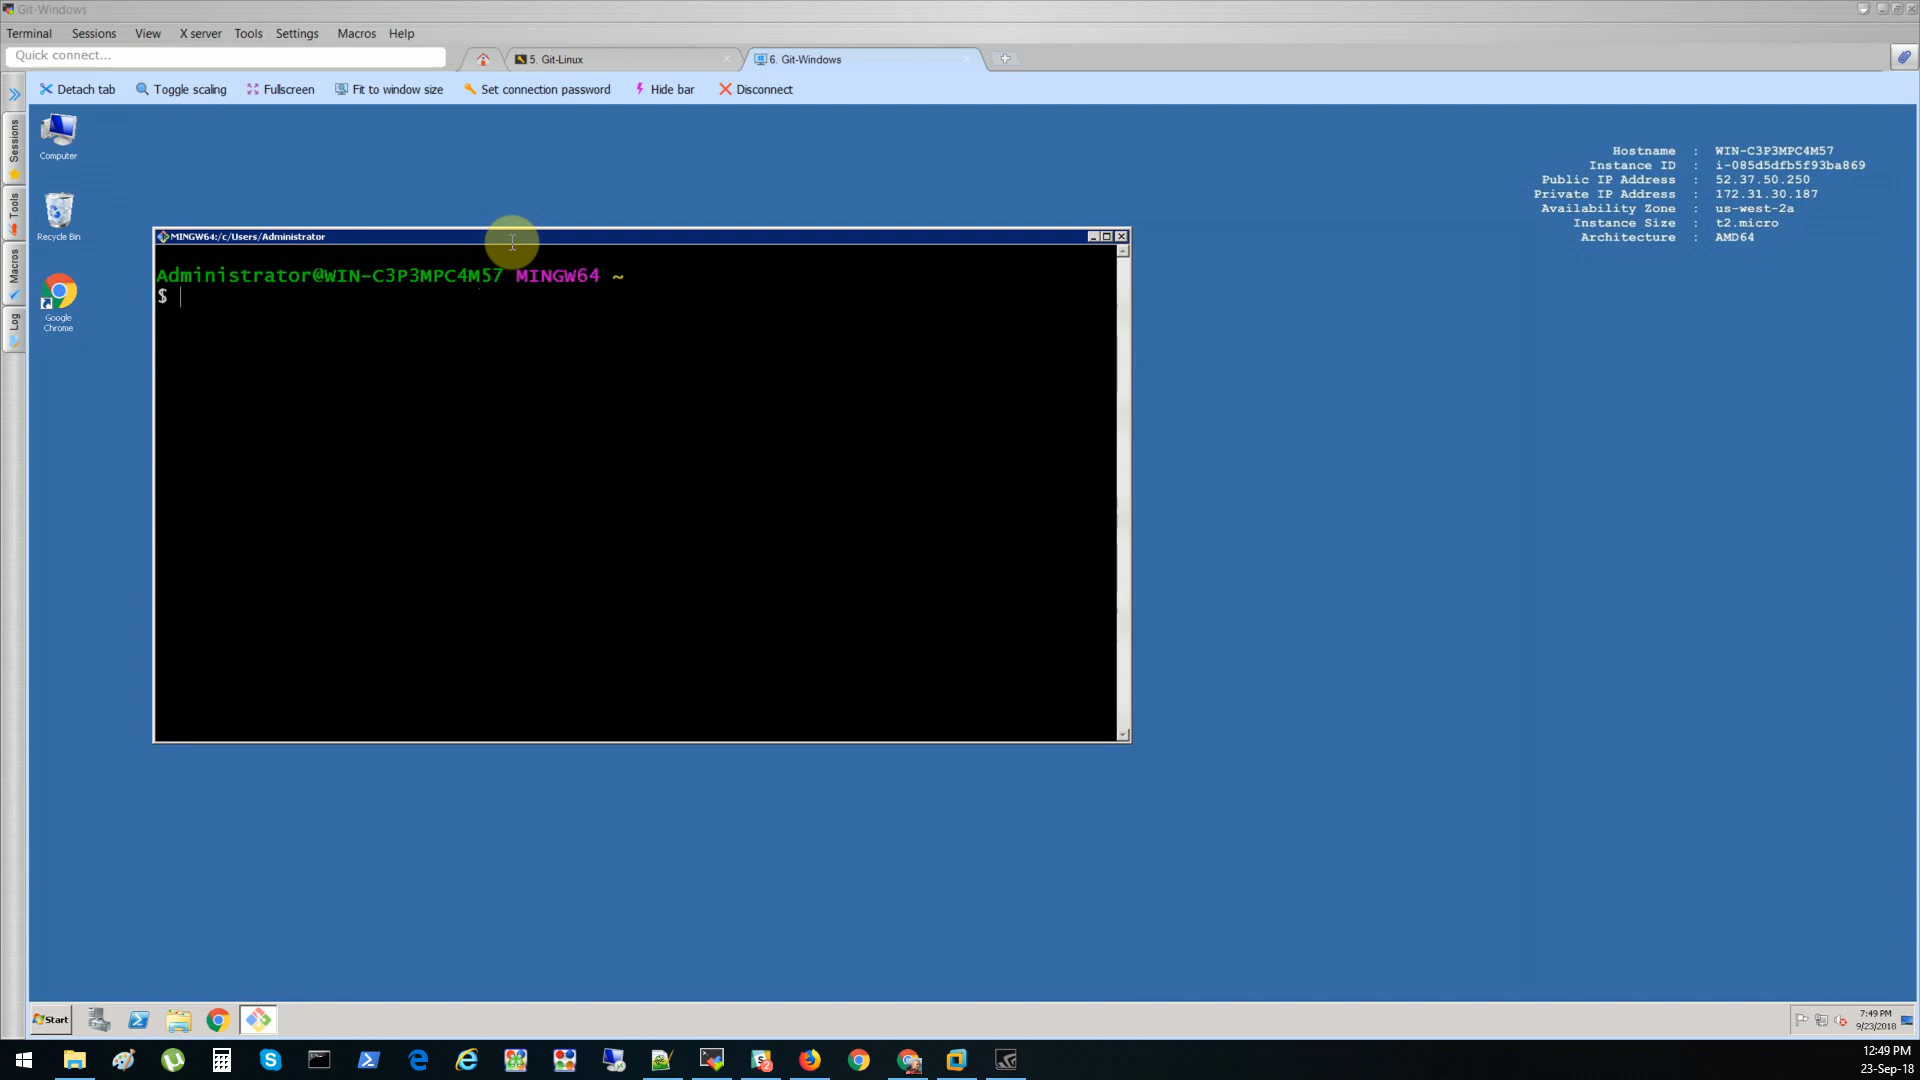 Git-Windows
Terminal Sessions View X server Tools Settings Macros Help
Quick connect...
5. Git-Linux
6. Git-Windows
Detach tab Toggle scaling Fullscreen Fit to window size Set connection password Hide bar Disconnect
Sessions
Tools
Macros
Log
Computer
Recycle Bin
Google
Chrome
Hostname : WIN-C3P3MPC4M57
Instance ID : i-085d5dfb5f93ba869
Public IP Address : 52.37.50.250
Private IP Address : 172.31.30.187
Availability Zone : us-west-2a
Instance Size : t2.micro
Architecture : AMD64
MINGW64:/c/Users/Administrator
Administrator@WIN-C3P3MPC4M57 MINGW64 ~
$
Start
7:49 PM
9/23/2018
12:49 PM
23-Sep-18